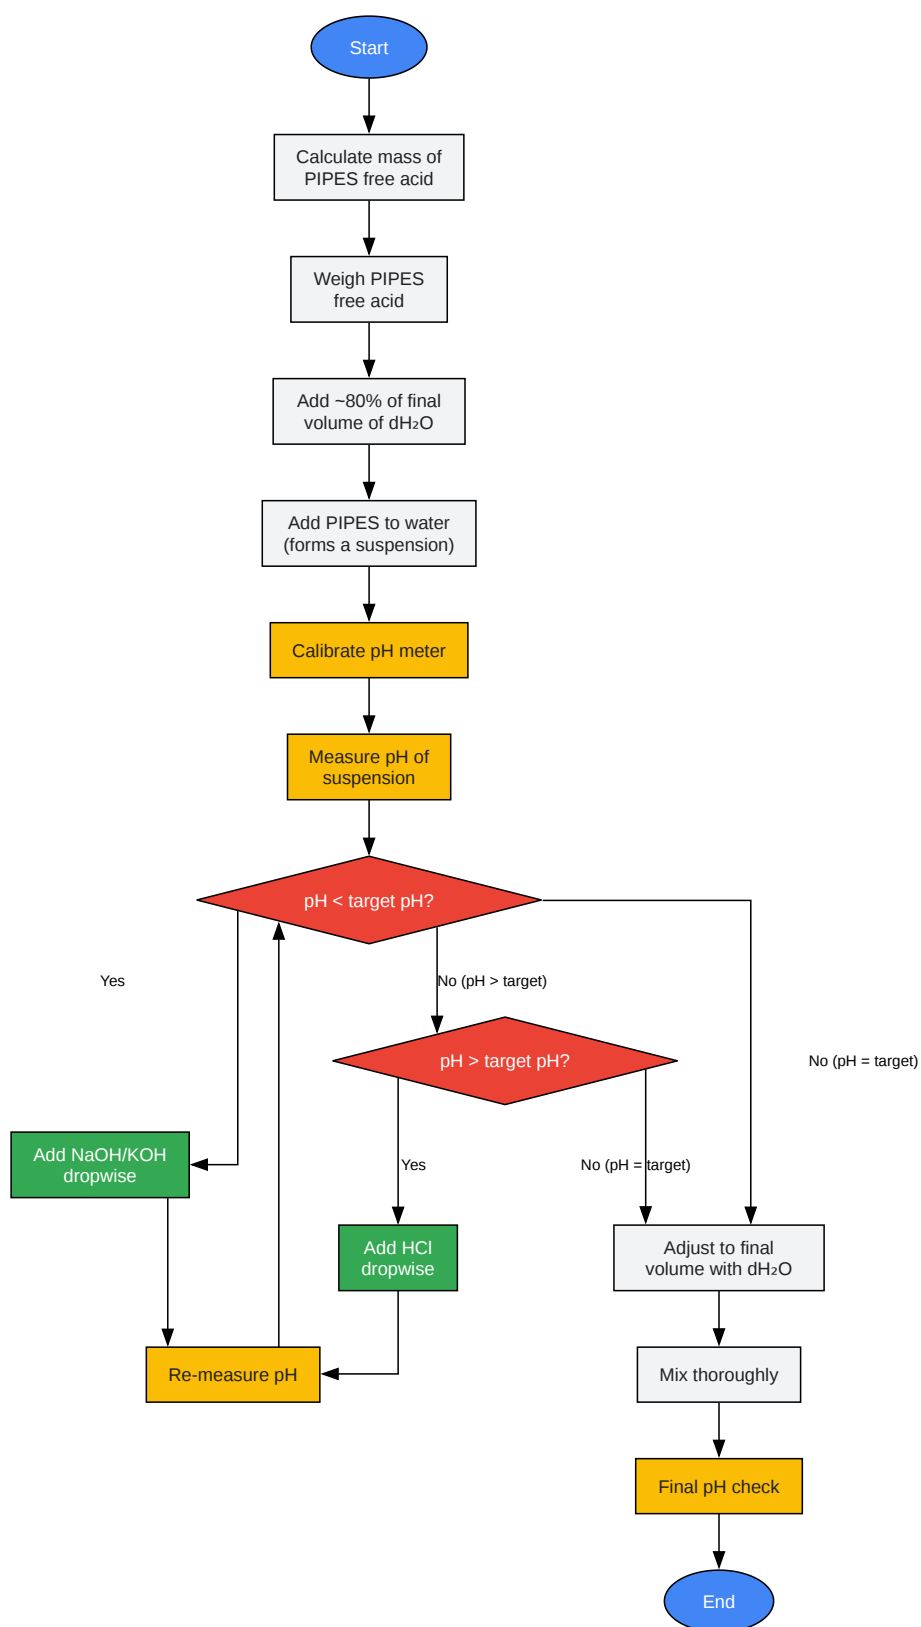 Start
Calculate mass of
PIPES free acid
Weigh PIPES
free acid
Add ~80% of final
volume of dH₂O
Add PIPES to water
(forms a suspension)
Calibrate pH meter
Measure pH of
suspension
pH < target pH?
Yes
No (pH > target)
pH > target pH?
No (pH = target)
Add NaOH/KOH
dropwise
Yes
No (pH = target)
Add HCl
dropwise
Adjust to final
volume with dH₂O
Re-measure pH
Mix thoroughly
Final pH check
End